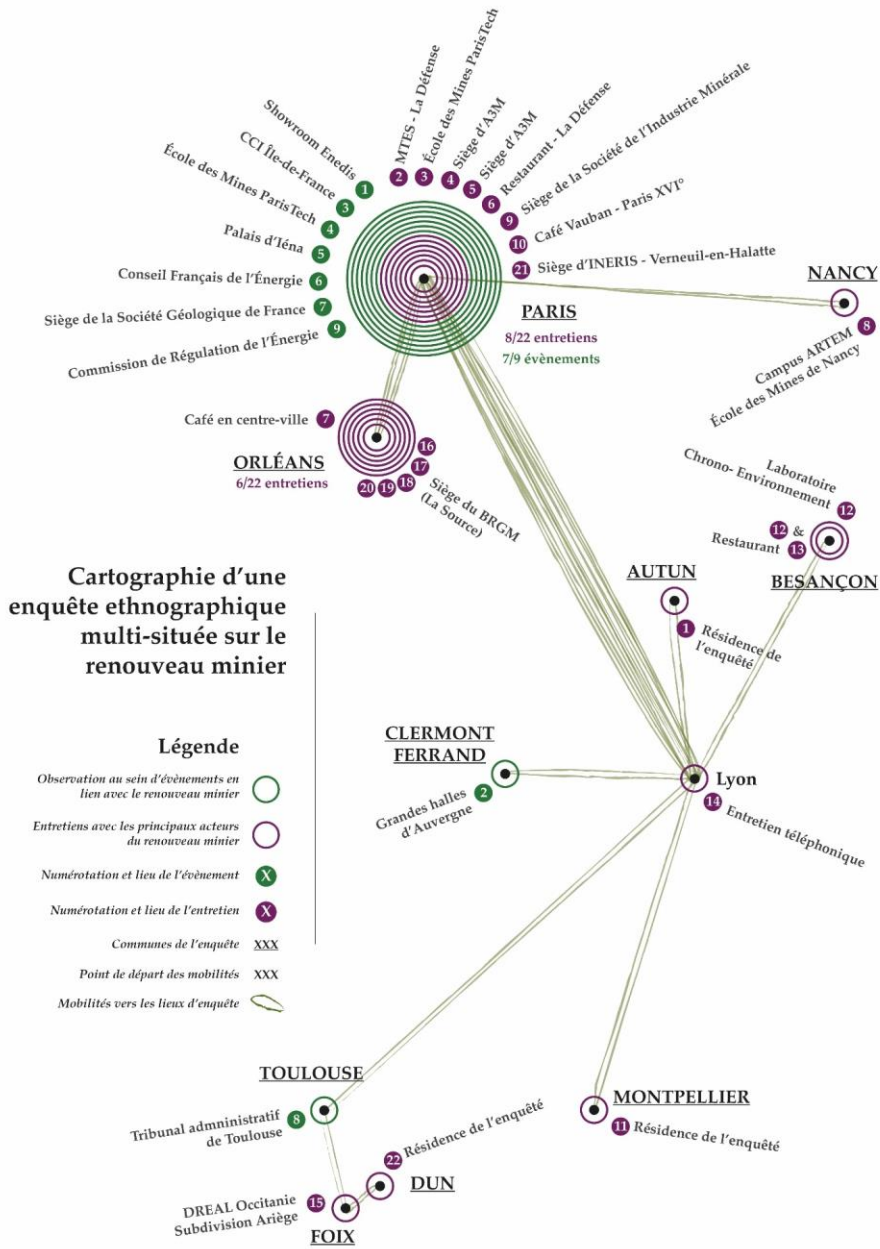 Showroom Enedis
1
CCI Île-de-France
3
École des Mines ParisTech
4
Palais d'Iéna
5
Conseil Français de l'Énergie
6
Siège de la Société Géologique de France
7
Commission de Régulation de l'Énergie
9
MTES - La Défense
2
École des Mines ParisTech
3
Siège d'A3M
4
Siège d'A3M
5
Restaurant - La Défense
6
Siège de la Société de l'Industrie Minérale
9
Café Vauban - Paris XVI°
10
Siège d'INERIS - Verneuil-en-Halatte
21
PARIS
8/22 entretiens
7/9 évènements
NANCY
8
Campus ARTEM
École des Mines de Nancy
Café en centre-ville
7
ORLÉANS
6/22 entretiens
16
17
18
19
20
Siège du BRGM
(La Source)
Laboratoire
Chrono- Environnement
12
12 &
Restaurant 13
BESANÇON
AUTUN
1
Résidence de
l'enquêté
Cartographie d'une
enquête ethnographique
multi-située sur le
renouveau minier
CLERMONT
FERRAND
2
Grandes halles
d'Auvergne
Lyon
14
Entretien téléphonique
Légende
Observation au sein d'évènements en
lien avec le renouveau minier
Entretiens avec les principaux acteurs
du renouveau minier
Numérotation et lieu de l'évènement X
Numérotation et lieu de l'entretien X
Communes de l'enquête xxx
Point de départ des mobilités xxx
Mobilités vers les lieux d'enquête
TOULOUSE
8
Tribunal admninistratif
de Toulouse
MONTPELLIER
11
Résidence de l'enquêté
22
Résidence de l'enquêté
DUN
15
DREAL Occitanie
Subdivision Ariège
FOIX